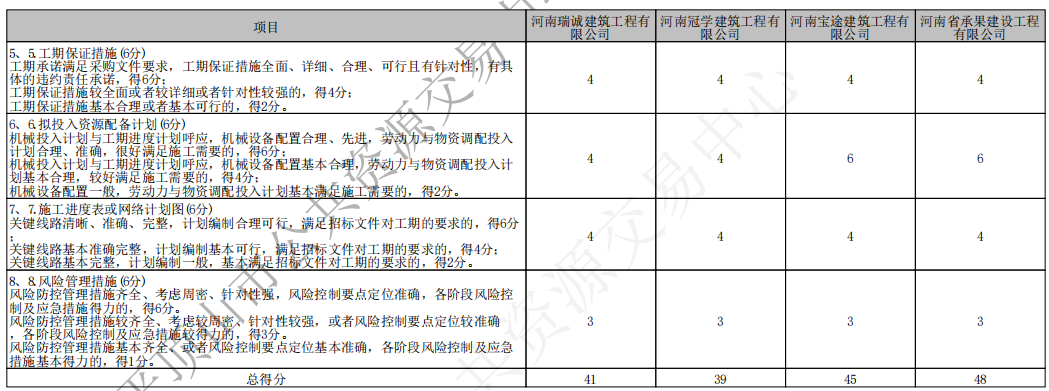 项目
河南瑞诚建筑工程有
限公司
河南冠学建筑工程有
限公司
河南宝途建筑工程有
限公司
河南省承果建设工程
有限公司
5、5.工期保证措施(6分)
工期承诺满足采购文件要求，工期保证措施全面、详细、合理、可行且有针对性，有具
体的违约责任承诺，得6分；
工期保证措施较全面或者较详细或者针对性较强的，得4分；
工期保证措施基本合理或者基本可行的，得2分。
4
4
4
4
6、6.拟投入资源配备计划(6分)
机械投入计划与工期进度计划呼应，机械设备配置合理、先进，劳动力与物资调配投入
计划合理、准确，很好满足施工需要的，得6分；
机械投入计划与工期进度计划呼应，机械设备配置基本合理，劳动力与物资调配投入计
划基本合理，较好满足施工需要的，得4分；
机械设备配置一般，劳动力与物资调配投入计划基本满足施工需要的，得2分。
4
4
6
6
7、7.施工进度表或网络计划图(6分)
关键线路清晰、准确、完整，计划编制合理可行，满足招标文件对工期的要求的，得6分
；
关键线路基本准确完整，计划编制基本可行，满足招标文件对工期的要求的，得4分；
关键线路基本完整，计划编制一般，基本满足招标文件对工期的要求的，得2分。
4
4
4
4
8、8.风险管理措施(6分)
风险防控管理措施齐全、考虑周密、针对性强，风险控制要点定位准确，各阶段风险控
制及应急措施得力的，得6分。
风险防控管理措施较齐全、考虑较周密、针对性较强，或者风险控制要点定位较准确
，各阶段风险控制及应急措施较得力的，得3分。
风险防控管理措施基本齐全、或者风险控制要点定位基本准确，各阶段风险控制及应急
措施基本得力的，得1分。
3
3
3
3
总得分
41
39
45
48
平顶山市公共资源交易中
共资源交易中心